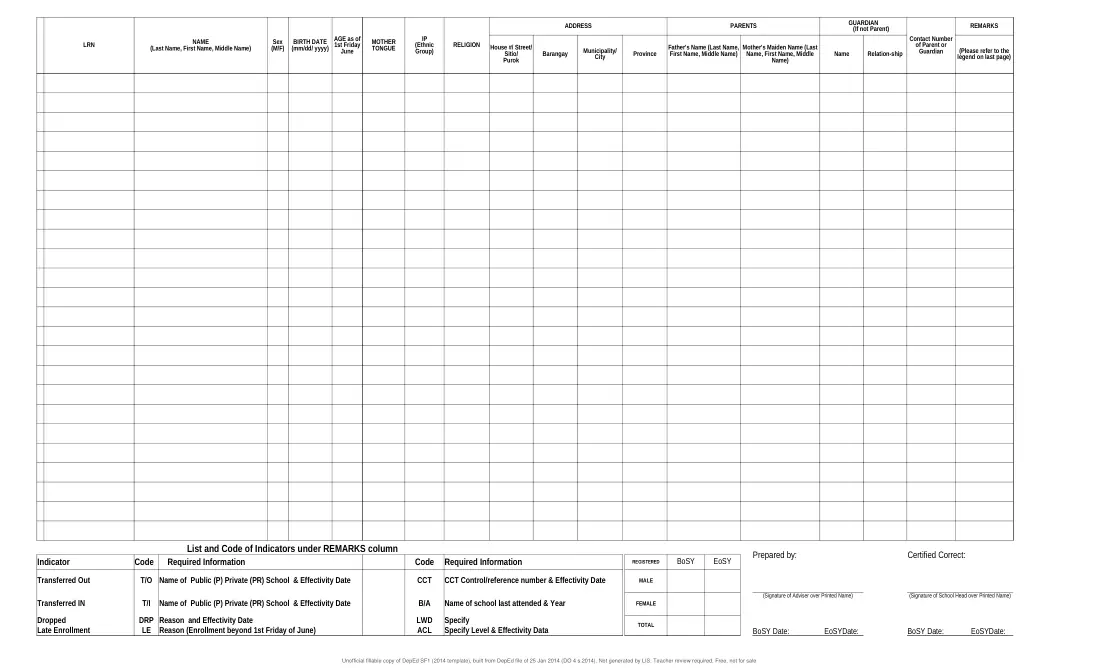 ADDRESS PARENTS GUARDIAN (If not Parent) REMARKS
LRN
NAME
(Last Name, First Name, Middle Name)
Sex
(M/F)
BIRTH DATE
(mm/dd/ yyyy)
AGE as of
1st Friday
June
MOTHER
TONGUE
IP
(Ethnic
Group)
RELIGION
House #/ Street/
Sitio/
Purok
Barangay
Municipality/
City
Province
Father's Name (Last Name,
First Name, Middle Name)
Mother's Maiden Name (Last
Name, First Name, Middle
Name)
Name
Relation-ship
Contact Number
of Parent or
Guardian
(Please refer to the
legend on last page)
List and Code of Indicators under REMARKS column
Indicator Code Required Information Code Required Information
Transferred Out T/O Name of Public (P) Private (PR) School & Effectivity Date CCT CCT Control/reference number & Effectivity Date
Transferred IN T/I Name of Public (P) Private (PR) School & Effectivity Date B/A Name of school last attended & Year
Dropped DRP Reason and Effectivity Date LWD Specify
Late Enrollment LE Reason (Enrollment beyond 1st Friday of June) ACL Specify Level & Effectivity Data
REGISTERED BoSY EoSY
MALE
FEMALE
TOTAL
Prepared by:
(Signature of Adviser over Printed Name)
BoSY Date: EoSYDate:
Certified Correct:
(Signature of School Head over Printed Name)
BoSY Date: EoSYDate:
Unofficial fillable copy of DepEd SF1 (2014 template), built from DepEd file of 25 Jan 2014 (DO 4 s.2014). Not generated by LIS. Teacher review required. Free, not for sale.